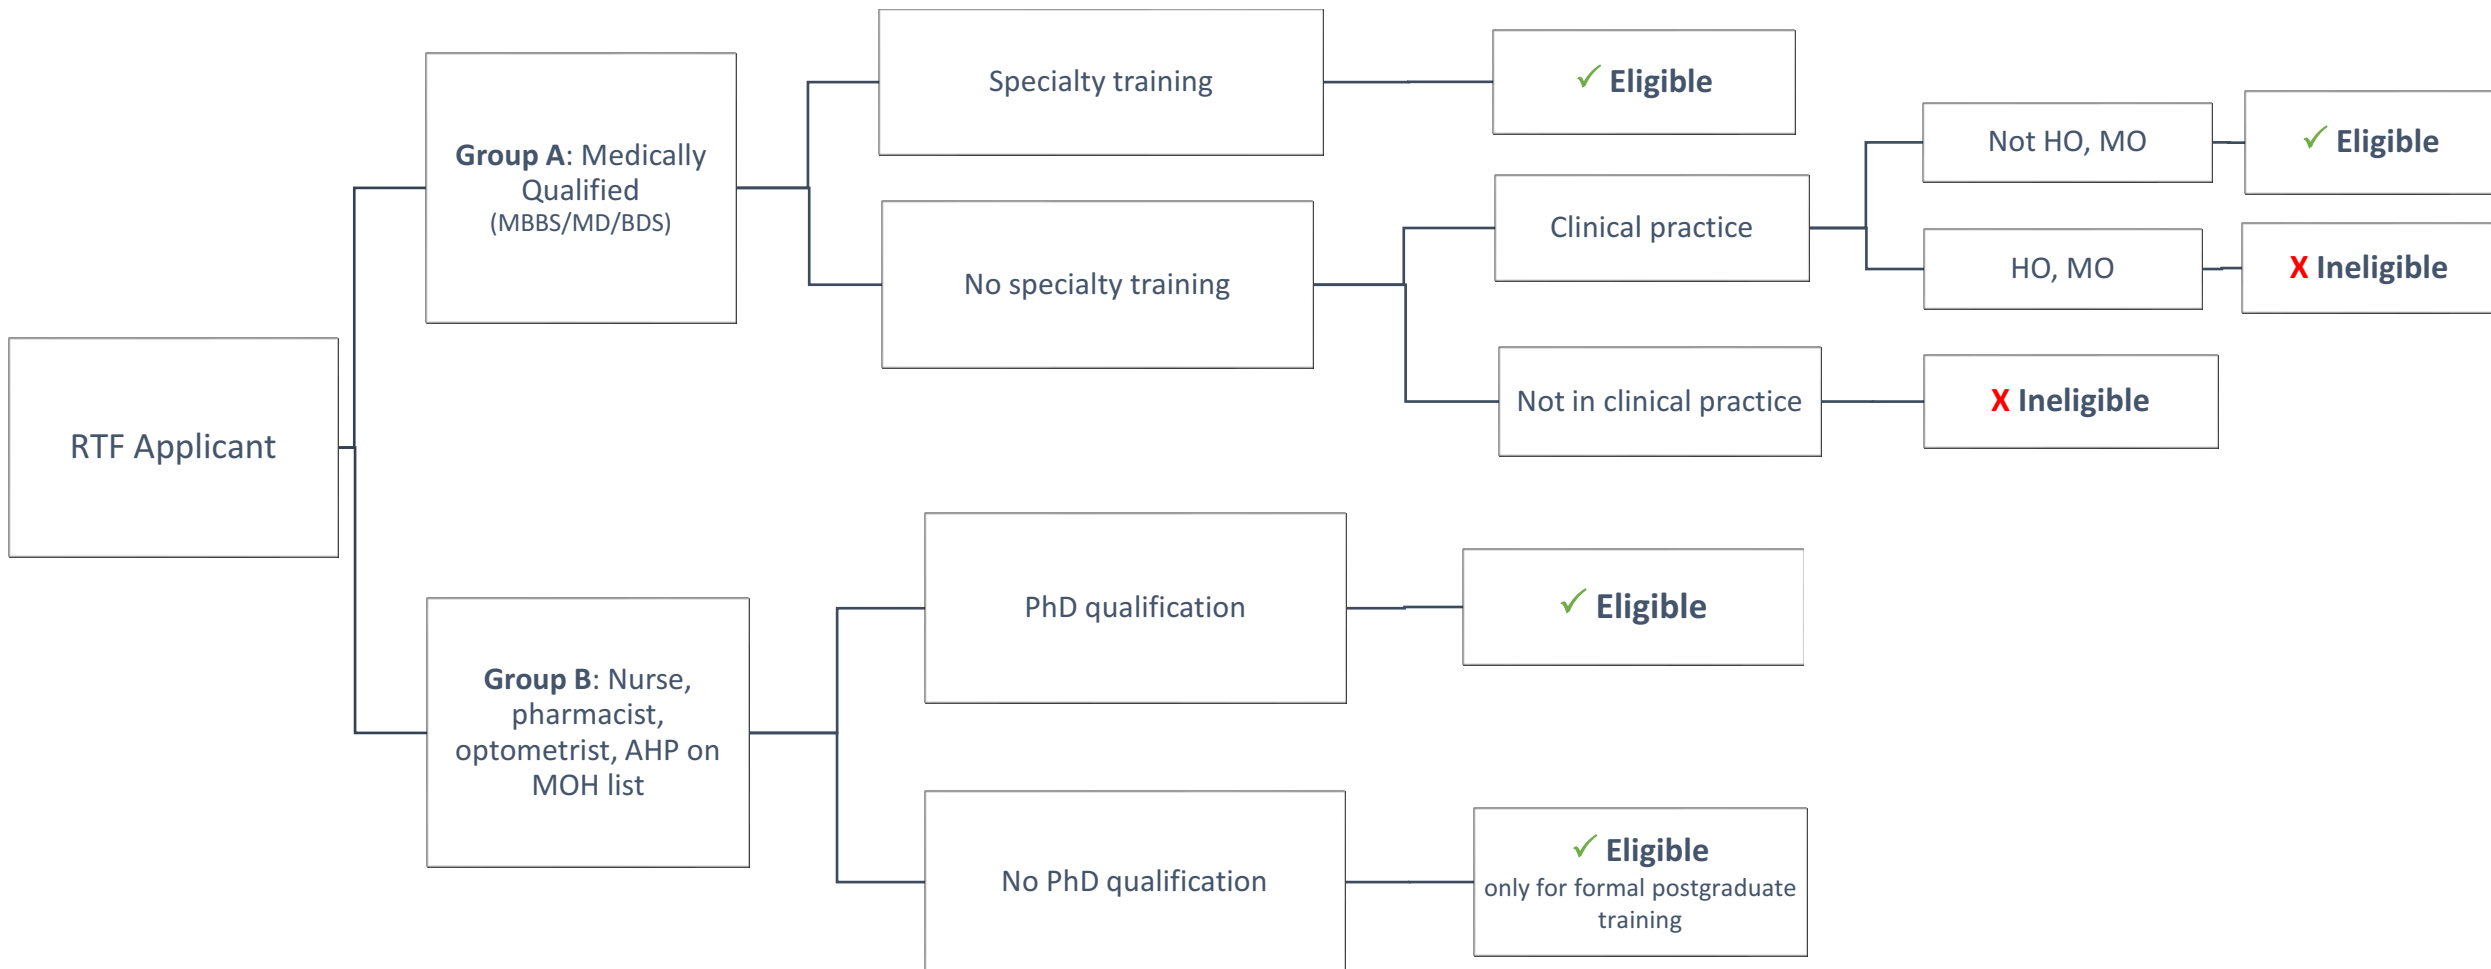 Specialty training
✓ Eligible
Group A: Medically
Qualified
(MBBS/MD/BDS)
Not HO, MO
✓ Eligible
Clinical practice
No specialty training
HO, MO
X Ineligible
Not in clinical practice
X Ineligible
RTF Applicant
PhD qualification
✓ Eligible
Group B: Nurse,
pharmacist,
optometrist, AHP on
MOH list
No PhD qualification
✓ Eligible
only for formal postgraduate
training